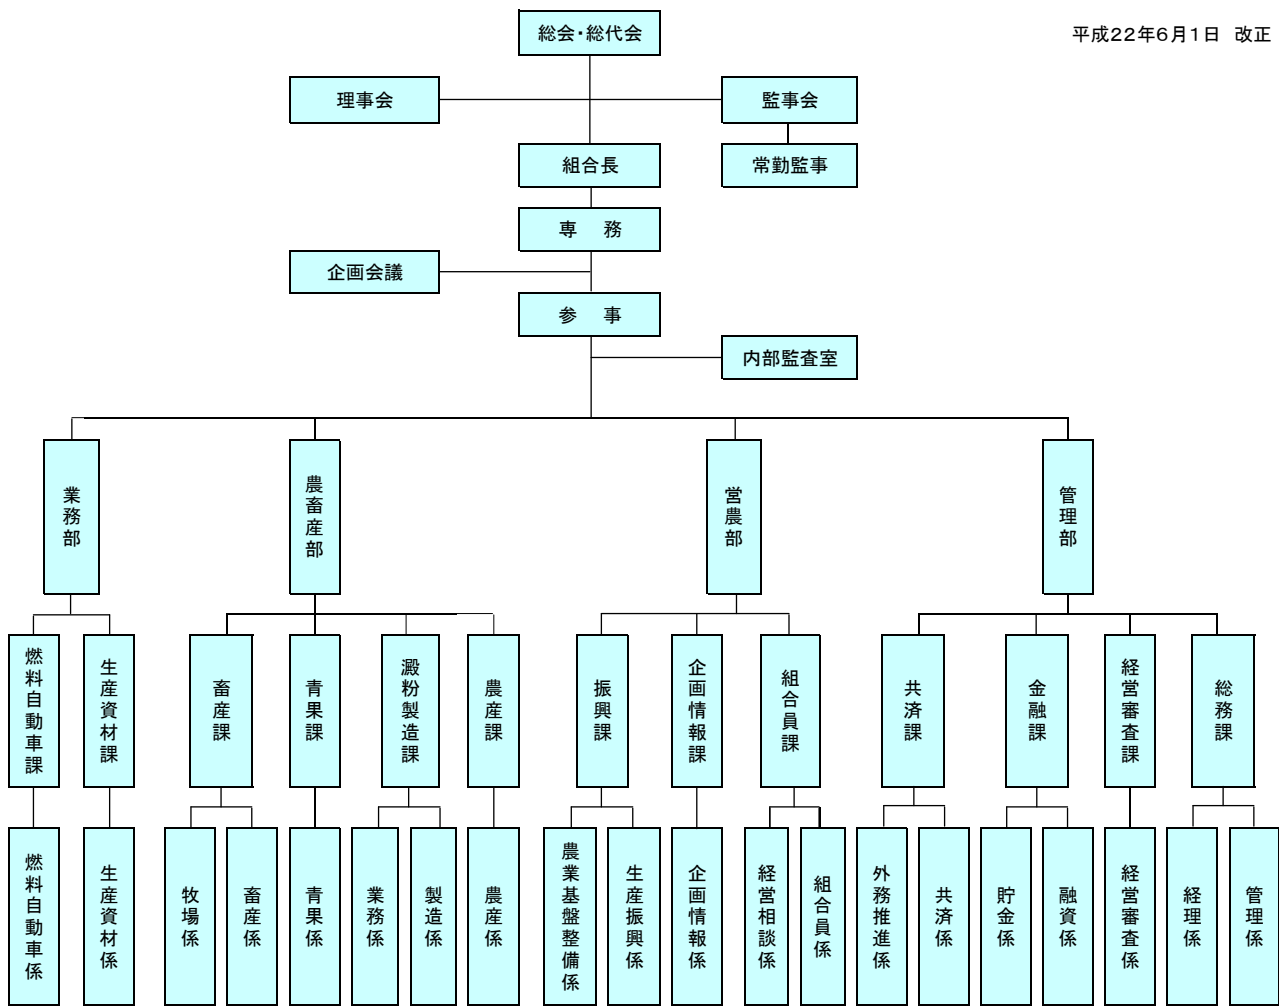 総会・総代会
平成22年6月1日 改正
理事会
監事会
組合長
常勤監事
専 務
企画会議
参 事
内部監査室
業務部
農畜産部
営農部
管理部
燃料自動車課
生産資材課
畜産課
青果課
澱粉製造課
農産課
振興課
企画情報課
組合員課
共済課
金融課
経営審査課
総務課
燃料自動車係
生産資材係
牧場係
畜産係
青果係
業務係
製造係
農産係
農業基盤整備係
生産振興係
企画情報係
経営相談係
組合員係
外務推進係
共済係
貯金係
融資係
経営審査係
経理係
管理係